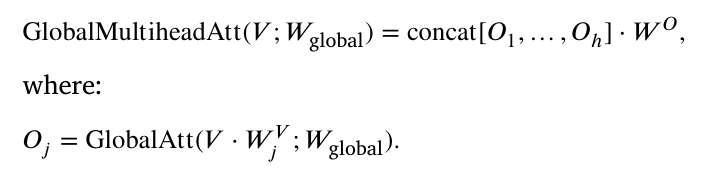 GlobalMultiheadAtt(V; W_global) = concat[O_1, … , O_h] · W^O,
where:
O_j = GlobalAtt(V · W_j^V; W_global).